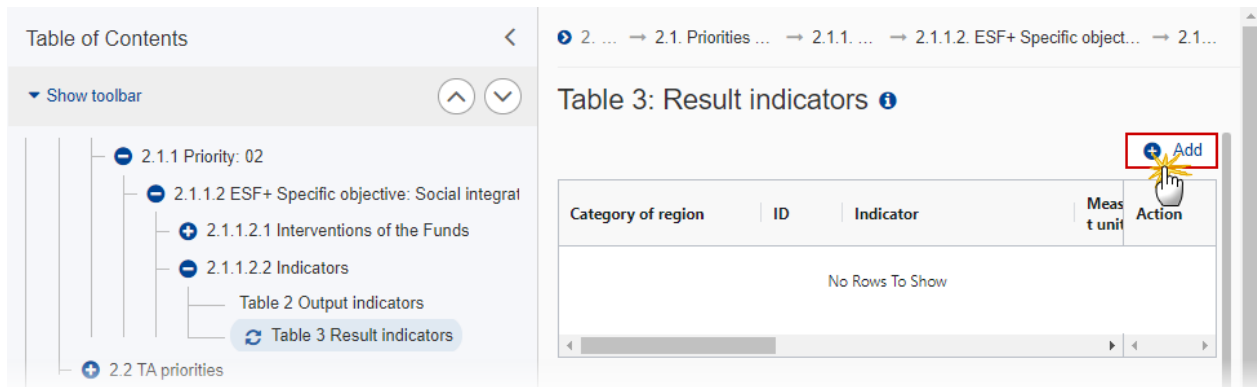 Table of Contents
Show toolbar
2.1.1 Priority: 02
2.1.1.2 ESF+ Specific objective: Social integrat
2.1.1.2.1 Interventions of the Funds
2.1.1.2.2 Indicators
Table 2 Output indicators
Table 3 Result indicators
2.2 TA priorities
2. ... → 2.1. Priorities ... → 2.1.1. ... → 2.1.1.2. ESF+ Specific object... → 2.1...
Table 3: Result indicators
Add
Category of region ID Indicator Meas Action
t unit
No Rows To Show